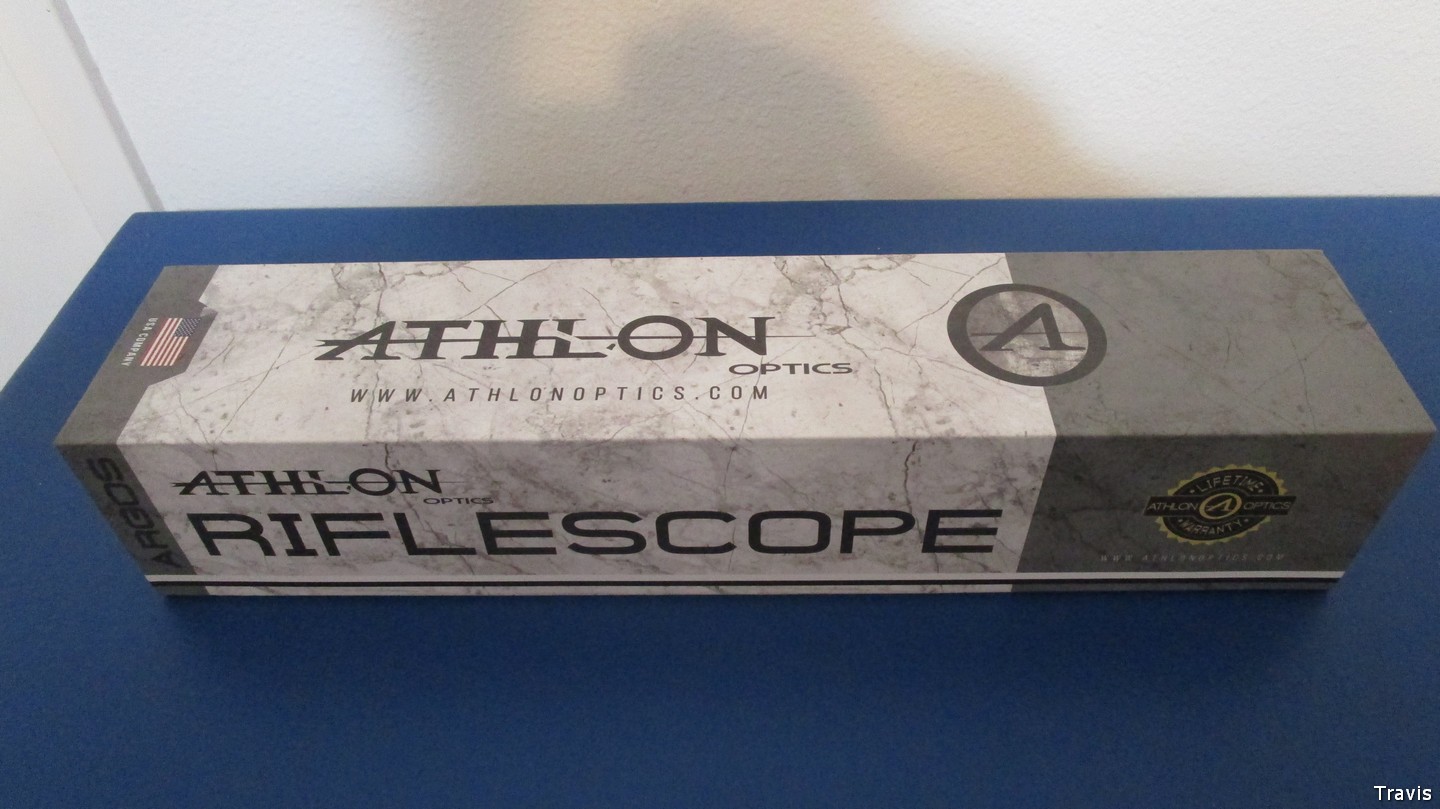 USA COMPANY
ATHLON
OPTICS
WWW.ATHLONOPTICS.COM
A
ARGOS
ATHLON
OPTICS
RIFLESCOPE
LIFETIME
ATHLON A OPTICS
WARRANTY
WWW.ATHLONOPTICS.COM
Travis